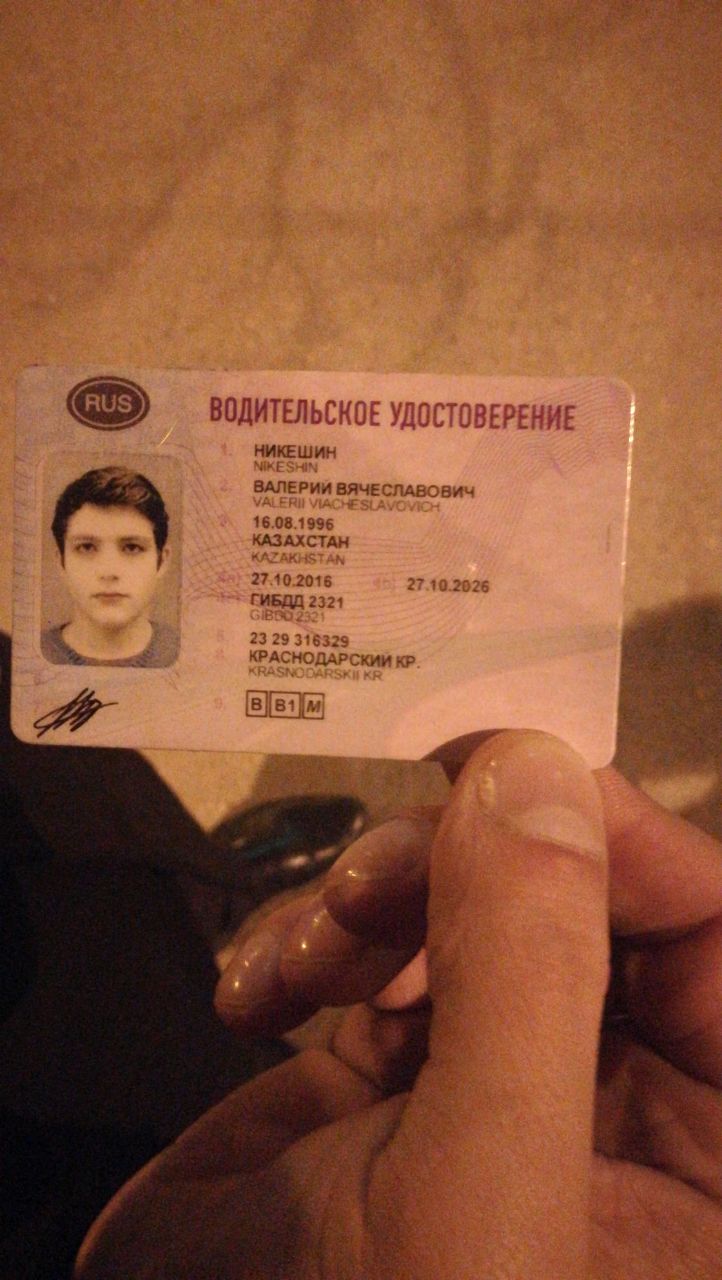 RUS
ВОДИТЕЛЬСКОЕ УДОСТОВЕРЕНИЕ
1. НИКЕШИН
NIKESHIN
2. ВАЛЕРИЙ ВЯЧЕСЛАВОВИЧ
VALERII VIACHESLAVOVICH
3. 16.08.1996
КАЗАХСТАН
KAZAKHSTAN
4a) 27.10.2016 4b) 27.10.2026
4c) ГИБДД 2321
GIBDD 2321
5. 23 29 316329
8. КРАСНОДАРСКИЙ КР.
KRASNODARSKII KR
9. B B1 M